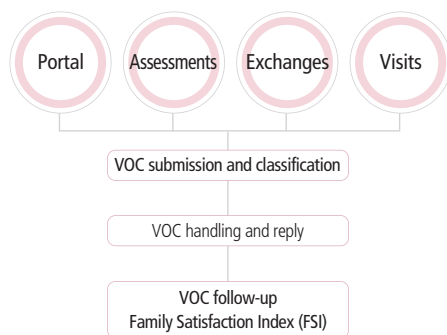 Portal
Assessments
Exchanges
Visits
VOC submission and classification
VOC handling and reply
VOC follow-up
Family Satisfaction Index (FSI)